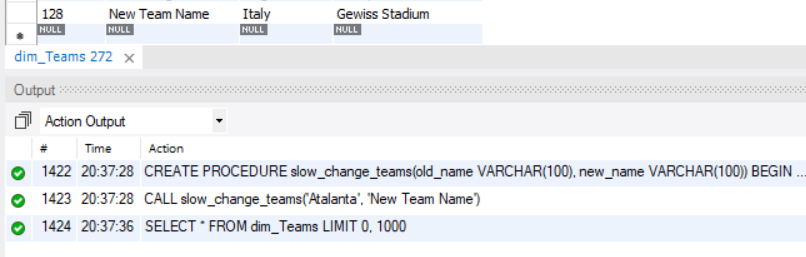 128 New Team Name Italy Gewiss Stadium
NULL NULL NULL NULL
dim_Teams 272
Output
Action Output
# Time Action
1422 20:37:28 CREATE PROCEDURE slow_change_teams(old_name VARCHAR(100), new_name VARCHAR(100)) BEGIN ...
1423 20:37:28 CALL slow_change_teams('Atalanta', 'New Team Name')
1424 20:37:36 SELECT * FROM dim_Teams LIMIT 0, 1000